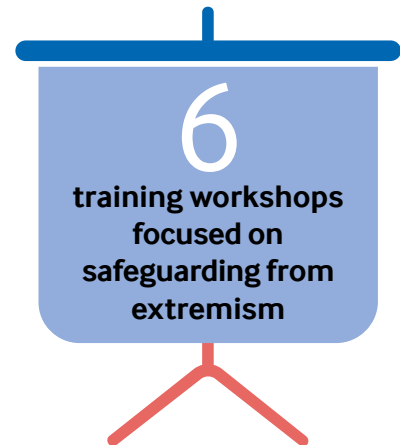 6
training workshops
focused on
safeguarding from
extremism